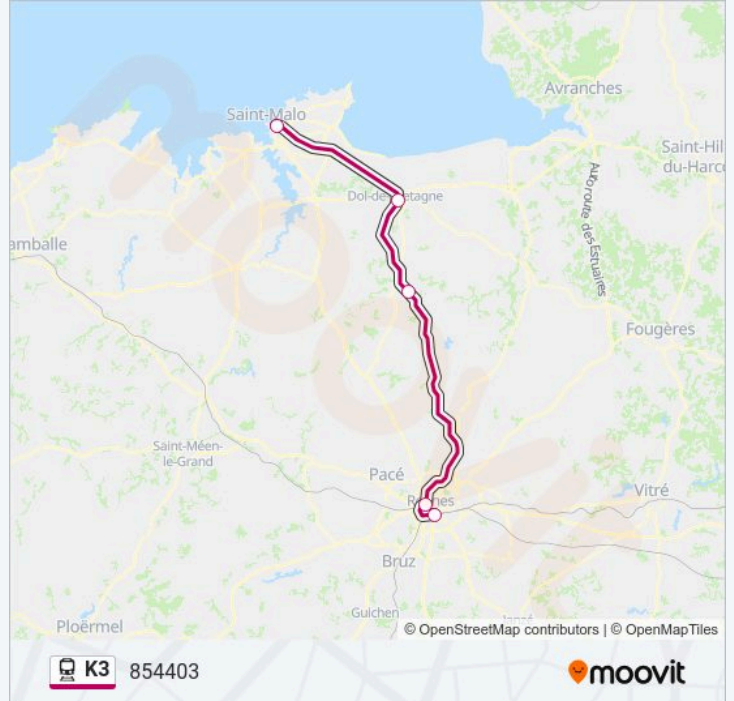 Avranches
Saint-Malo
Saint-Hil
du-Harc
Dol-de-Bretagne
Autoroute des Estuaires
amballe
Fougères
Saint-Méen-
le-Grand
Pacé
Rennes
Vitré
Bruz
Guichen
Ploërmel
© OpenStreetMap contributors | © OpenMapTiles
K3 854403
moovit